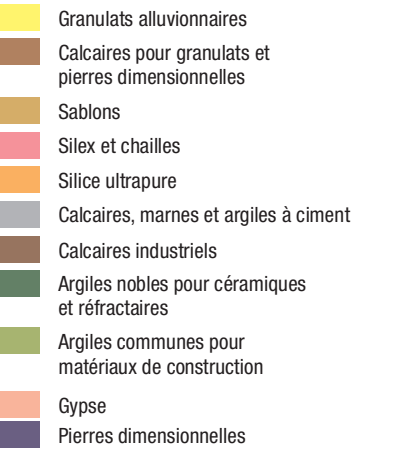 Granulats alluvionnaires
Calcaires pour granulats et
pierres dimensionnelles
Sablons
Silex et chailles
Silice ultrapure
Calcaires, marnes et argiles à ciment
Calcaires industriels
Argiles nobles pour céramiques
et réfractaires
Argiles communes pour
matériaux de construction
Gypse
Pierres dimensionnelles